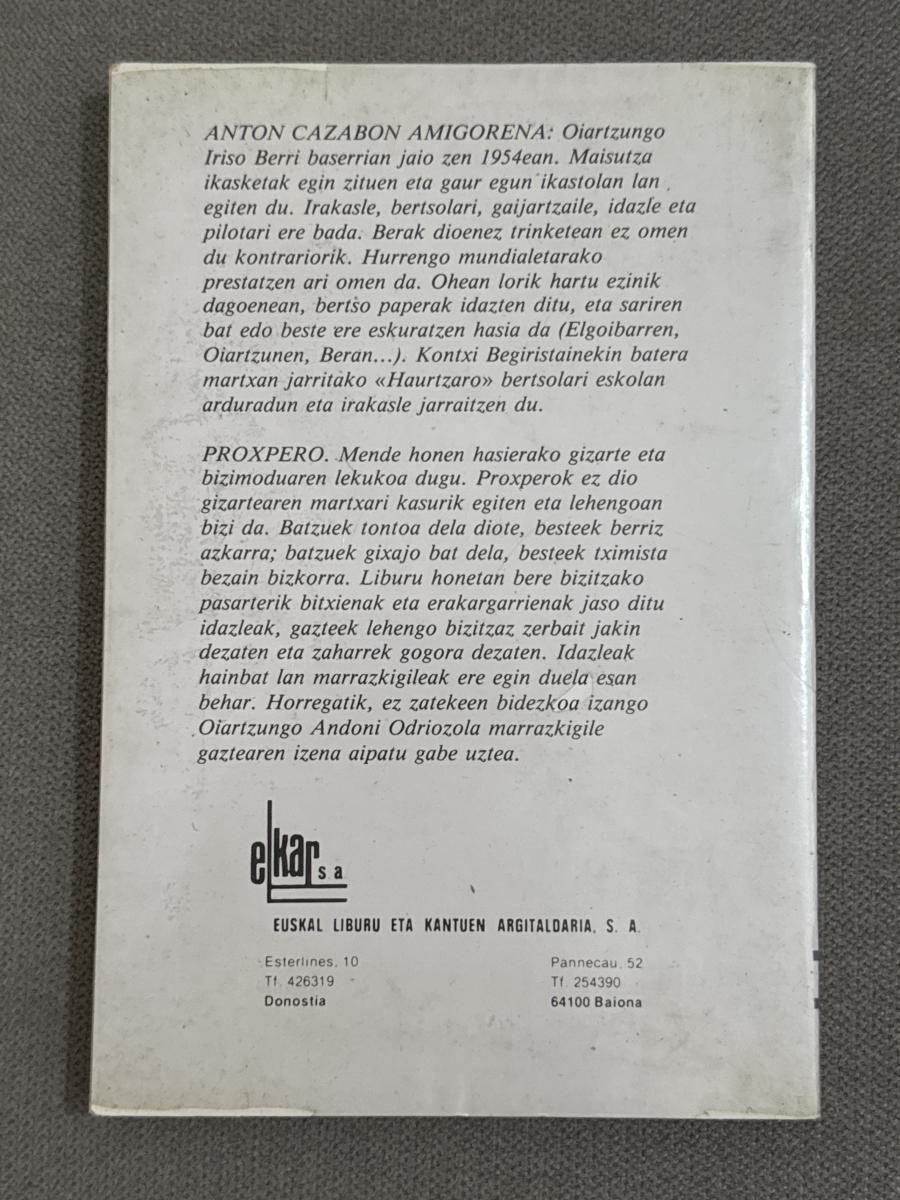 ANTON CAZABON AMIGORENA: Oiartzungo
Iriso Berri baserrian jaio zen 1954ean. Maisutza
ikasketak egin zituen eta gaur egun ikastolan lan
egiten du. Irakasle, bertsolari, gaijartzaile, idazle eta
pilotari ere bada. Berak dioenez trinketean ez omen
du kontrariorik. Hurrengo mundialetarako
prestatzen ari omen da. Ohean lorik hartu ezinik
dagoenean, bertso paperak idazten ditu, eta sariren
bat edo beste ere eskuratzen hasia da (Elgoibarren,
Oiartzunen, Beran...). Kontxi Begiristainekin batera
martxan jarritako «Haurtzaro» bertsolari eskolan
arduradun eta irakasle jarraitzen du.
PROXPERO. Mende honen hasierako gizarte eta
bizimoduaren lekukoa dugu. Proxperok ez dio
gizartearen martxari kasurik egiten eta lehengoan
bizi da. Batzuek tontoa dela diote, besteek berriz
azkarra; batzuek gixajo bat dela, besteek tximista
bezain bizkorra. Liburu honetan bere bizitzako
pasarterik bitxienak eta erakargarrienak jaso ditu
idazleak, gazteek lehengo bizitzaz zerbait jakin
dezaten eta zaharrek gogora dezaten. Idazleak
hainbat lan marrazkigileak ere egin duela esan
behar. Horregatik, ez zatekeen bidezkoa izango
Oiartzungo Andoni Odriozola marrazkigile
gaztearen izena aipatu gabe uztea.
elkar s.a
EUSKAL LIBURU ETA KANTUEN ARGITALDARIA, S. A.
Esterlines, 10
Tf. 426319
Donostia
Pannecau, 52
Tf. 254390
64100 Baiona